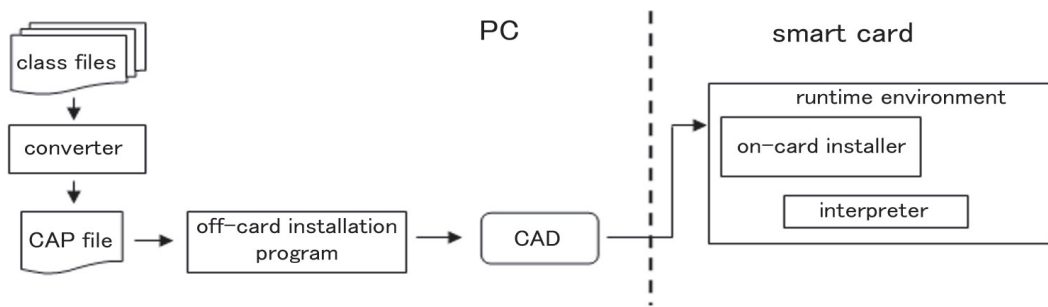 PC
smart card
class files
converter
CAP file
off-card installation
program
CAD
runtime environment
on-card installer
interpreter